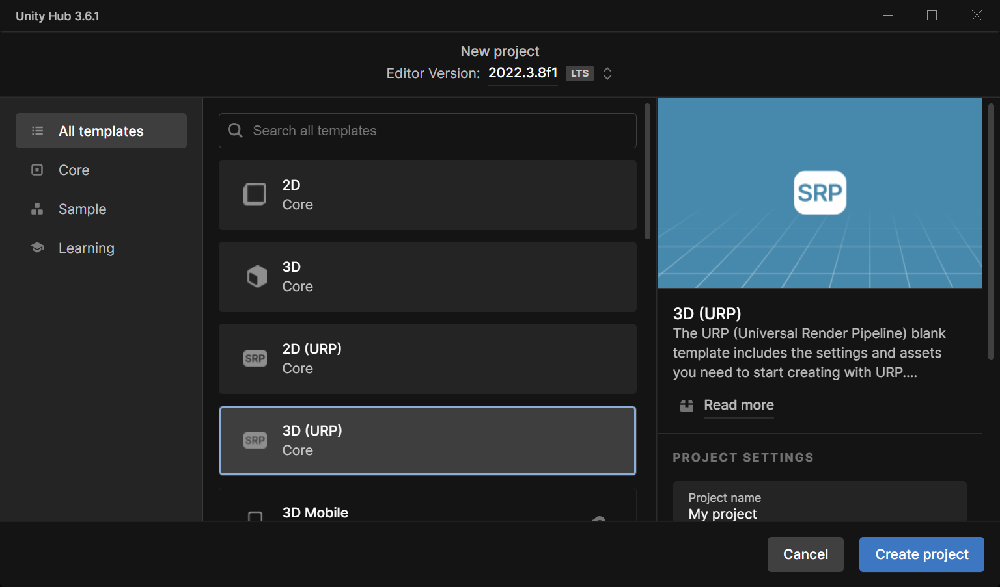 Unity Hub 3.6.1
New project
Editor Version: 2022.3.8f1 LTS
All templates
Core
Sample
Learning
Search all templates
2D
Core
3D
Core
SRP
2D (URP)
Core
SRP
3D (URP)
Core
3D Mobile
SRP
3D (URP)
The URP (Universal Render Pipeline) blank
template includes the settings and assets
you need to start creating with URP....
Read more
PROJECT SETTINGS
Project name
My project
Cancel
Create project